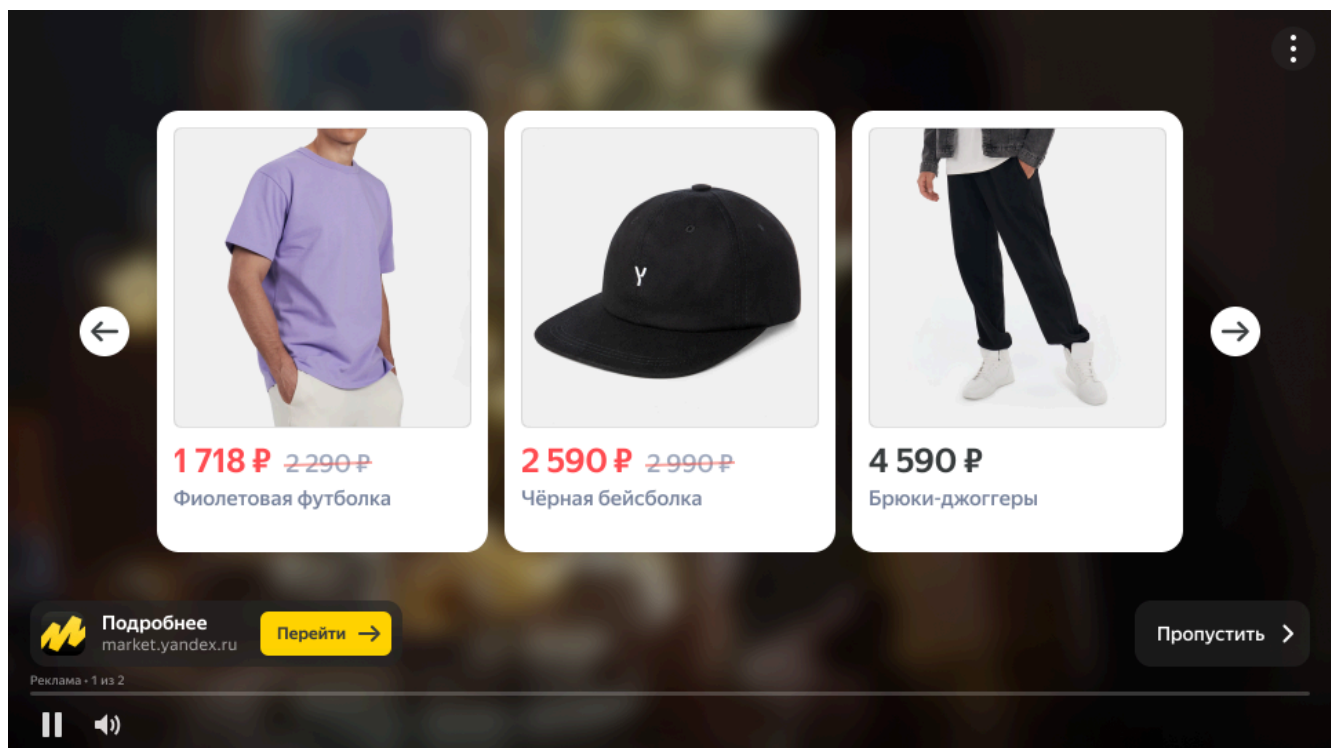 Y
1 718 ₽ 2 290 ₽
Фиолетовая футболка
2 590 ₽ 2 990 ₽
Чёрная бейсболка
4 590 ₽
Брюки-джоггеры
Подробнее
market.yandex.ru
Перейти →
Пропустить
Реклама • 1 из 2